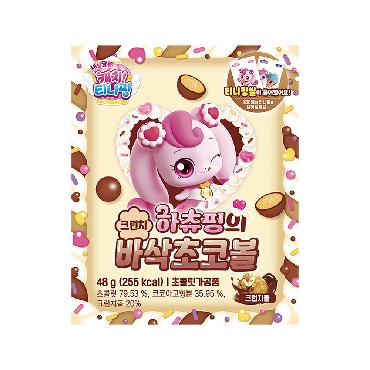 캐치!
티니핑
티니핑씰이 들어있어요!
크런치
하츄핑의
바삭초코볼
48 g (255 kcal) | 초콜릿가공품
초콜릿 79.53 %, 코코아고형분 35.95 %,
크런치볼 20%
크런치볼